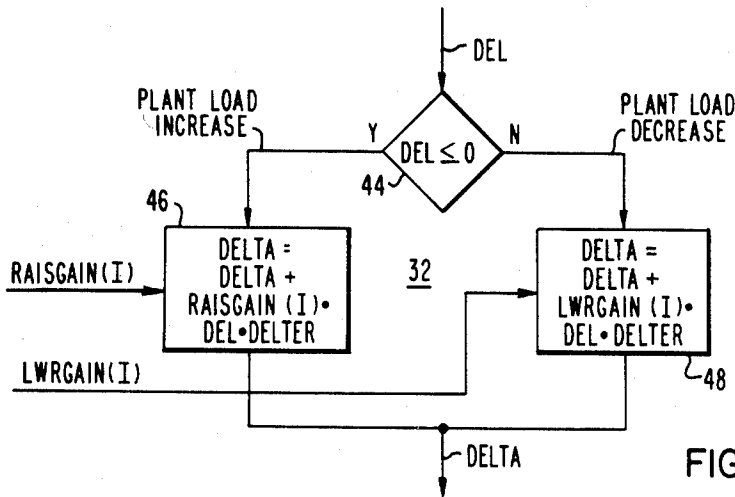 DEL
PLANT LOAD
INCREASE
Y
DEL ≤ 0
N
PLANT LOAD
DECREASE
44
46
DELTA =
DELTA +
RAISGAIN (I)•
DEL•DELTER
32
DELTA =
DELTA +
LWRGAIN (I)•
DEL•DELTER
48
RAISGAIN(I)
LWRGAIN(I)
DELTA
FIG